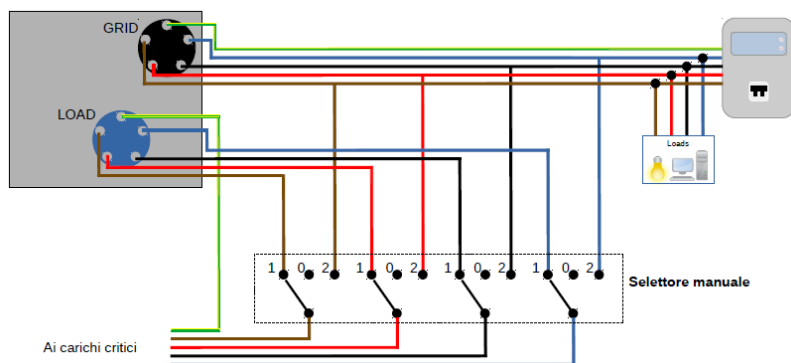 GRID
LOAD
Loads
1 0 2 1 0 2 1 0 2 1 0 2
Selettore manuale
Ai carichi critici